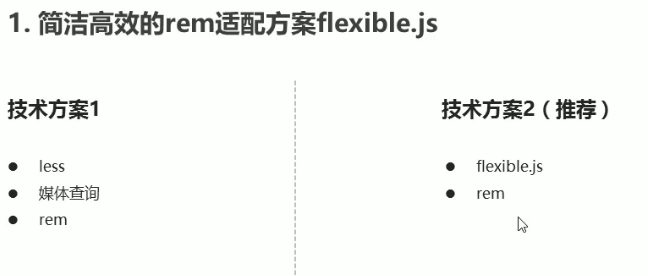 1. 简洁高效的rem适配方案flexible.js
技术方案1
● less
● 媒体查询
● rem
技术方案2（推荐）
● flexible.js
● rem